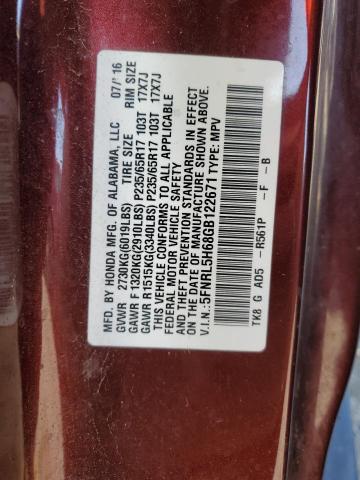 MFD. BY HONDA MFG. OF ALABAMA, LLC 07/'16
TIRE SIZE RIM SIZE
GVWR 2730KG(6019LBS)
GAWR F 1320KG(2910LBS) P235/65R17 103T 17X7J
GAWR R1515KG(3340LBS) P235/65R17 103T 17X7J
THIS VEHICLE CONFORMS TO ALL APPLICABLE
FEDERAL MOTOR VEHICLE SAFETY
AND THEFT PREVENTION STANDARDS IN EFFECT
ON THE DATE OF MANUFACTURE SHOWN ABOVE.
V.I.N.:5FNRL5H68GB122671 TYPE: MPV
TK8 G AD5 - R561P - F - B